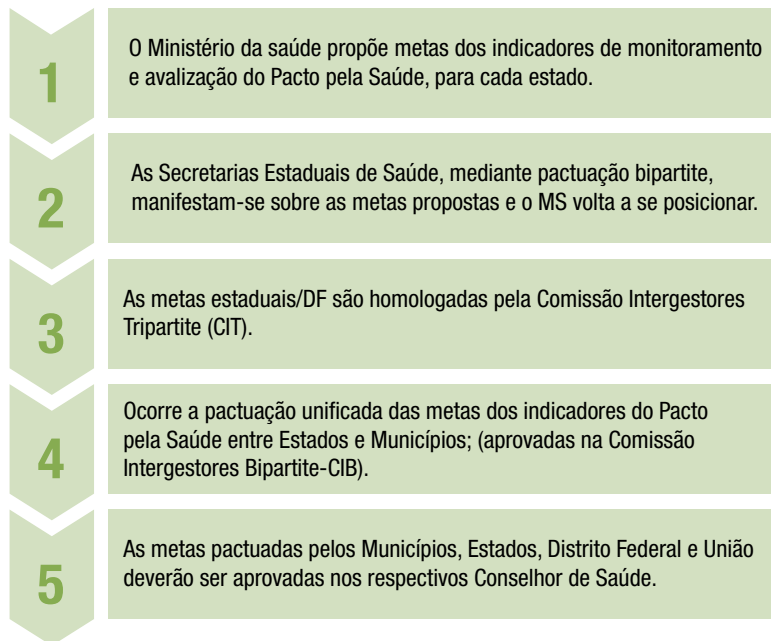 1
O Ministério da saúde propõe metas dos indicadores de monitoramento
e avalização do Pacto pela Saúde, para cada estado.
2
As Secretarias Estaduais de Saúde, mediante pactuação bipartite,
manifestam-se sobre as metas propostas e o MS volta a se posicionar.
3
As metas estaduais/DF são homologadas pela Comissão Intergestores
Tripartite (CIT).
4
Ocorre a pactuação unificada das metas dos indicadores do Pacto
pela Saúde entre Estados e Municípios; (aprovadas na Comissão
Intergestores Bipartite-CIB).
5
As metas pactuadas pelos Municípios, Estados, Distrito Federal e União
deverão ser aprovadas nos respectivos Conselhor de Saúde.